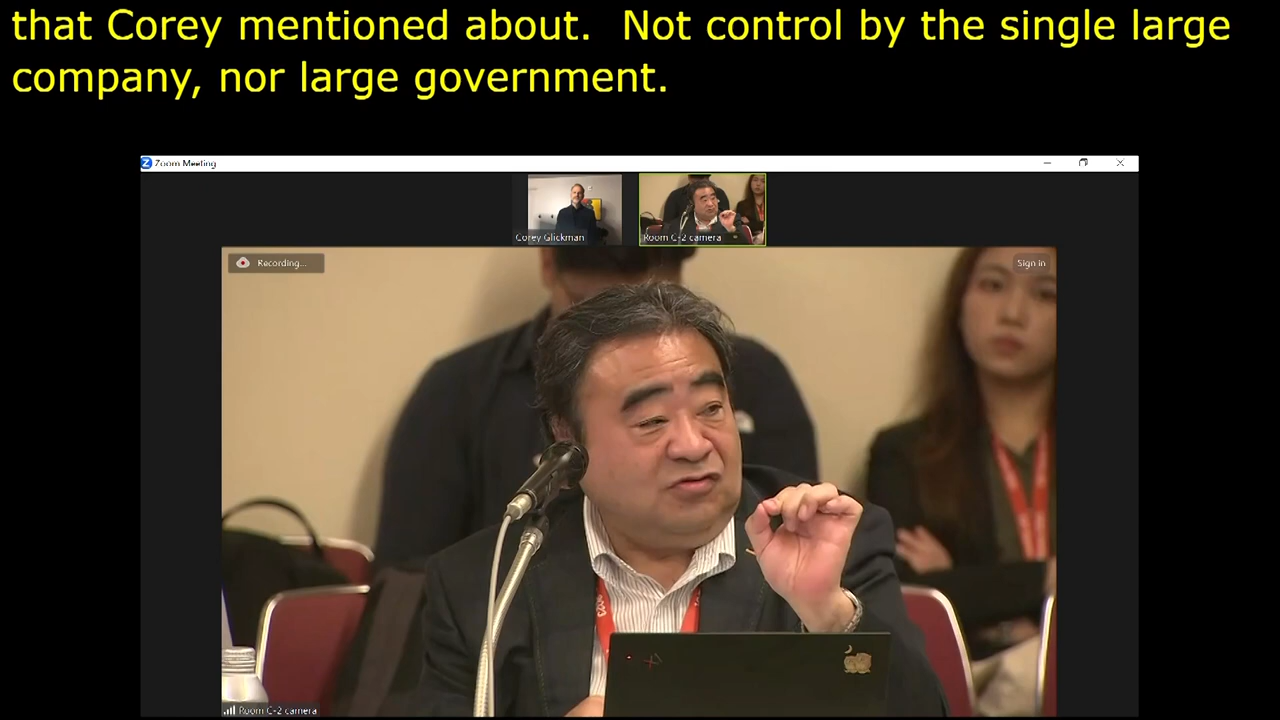 that Corey mentioned about.  Not control by the single large
company, nor large government.
Zoom Meeting
Corey Glickman
Room C-2 camera
Recording...
Sign in
Room C-2 camera